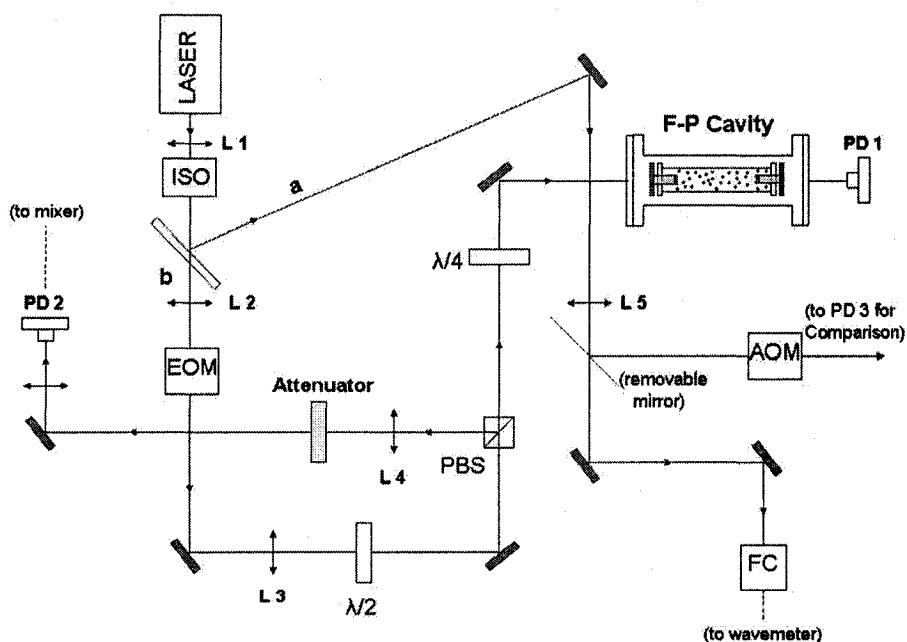 LASER
L 1
ISO
F-P Cavity
PD 1
a
(to mixer)
b
λ/4
PD 2
L 2
L 5
(to PD 3 for
Comparison)
EOM
AOM
(removable
mirror)
Attenuator
L 4
PBS
L 3
λ/2
FC
(to wavemeter)